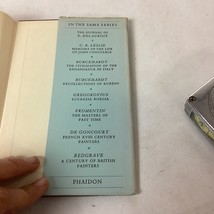 IN THE SAME SERIES
THE JOURNAL OF
E. DELACROIX
C. R. LESLIE
MEMOIRS OF THE LIFE
OF JOHN CONSTABLE
BURCKHARDT
THE CIVILIZATION OF THE
RENAISSANCE IN ITALY
BURCKHARDT
RECOLLECTIONS OF RUBENS
GREGOROVIUS
LUCREZIA BORGIA
FROMENTIN
THE MASTERS OF
PAST TIME
DE GONCOURT
FRENCH XVIII CENTURY
PAINTERS
REDGRAVE
A CENTURY OF BRITISH
PAINTERS
PHAIDON